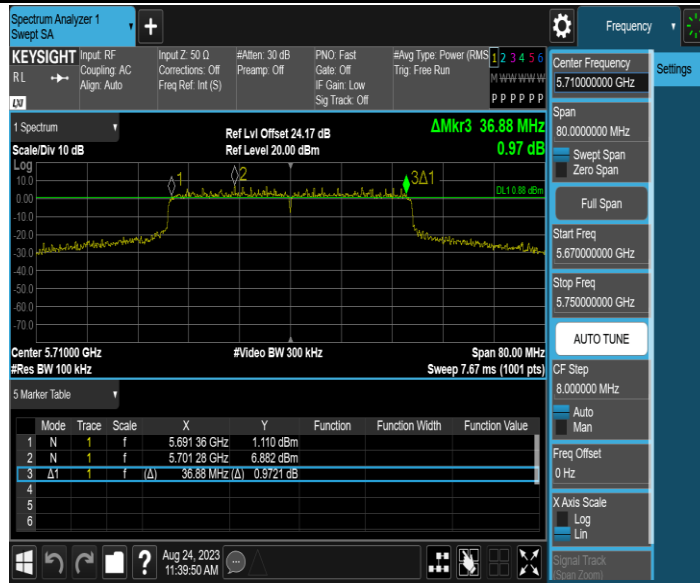 Spectrum Analyzer 1
Swept SA
+
Frequency
KEYSIGHT
Input: RF
Coupling: AC
Align: Auto
Input Z: 50 Ω
Corrections: Off
Freq Ref: Int (S)
#Atten: 30 dB
Preamp: Off
PNO: Fast
Gate: Off
IF Gain: Low
Sig Track: Off
#Avg Type: Power (RMS
Trig: Free Run
1 2 3 4 5 6
M W W W W W
P P P P P P
R L
LXI
Center Frequency
5.710000000 GHz
Settings
Span
80.0000000 MHz
Swept Span
Zero Span
Full Span
Start Freq
5.670000000 GHz
Stop Freq
5.750000000 GHz
AUTO TUNE
CF Step
8.000000 MHz
Auto
Man
Freq Offset
0 Hz
X Axis Scale
Log
Lin
Signal Track
(Span Zoom)
1 Spectrum
Scale/Div 10 dB
Ref Lvl Offset 24.17 dB
Ref Level 20.00 dBm
ΔMkr3 36.88 MHz
0.97 dB
Log
10.0
0.00
-10.0
-20.0
-30.0
-40.0
-50.0
-60.0
-70.0
1
2
3Δ1
DL1 0.88 dBm
Center 5.71000 GHz
#Video BW 300 kHz
Span 80.00 MHz
#Res BW 100 kHz
Sweep 7.67 ms (1001 pts)
5 Marker Table
Mode Trace Scale X Y Function Function Width Function Value
1 N 1 f 5.691 36 GHz 1.110 dBm
2 N 1 f 5.701 28 GHz 6.882 dBm
3 Δ1 1 f (Δ) 36.88 MHz (Δ) 0.9721 dB
4
5
6
?
Aug 24, 2023
11:39:50 AM